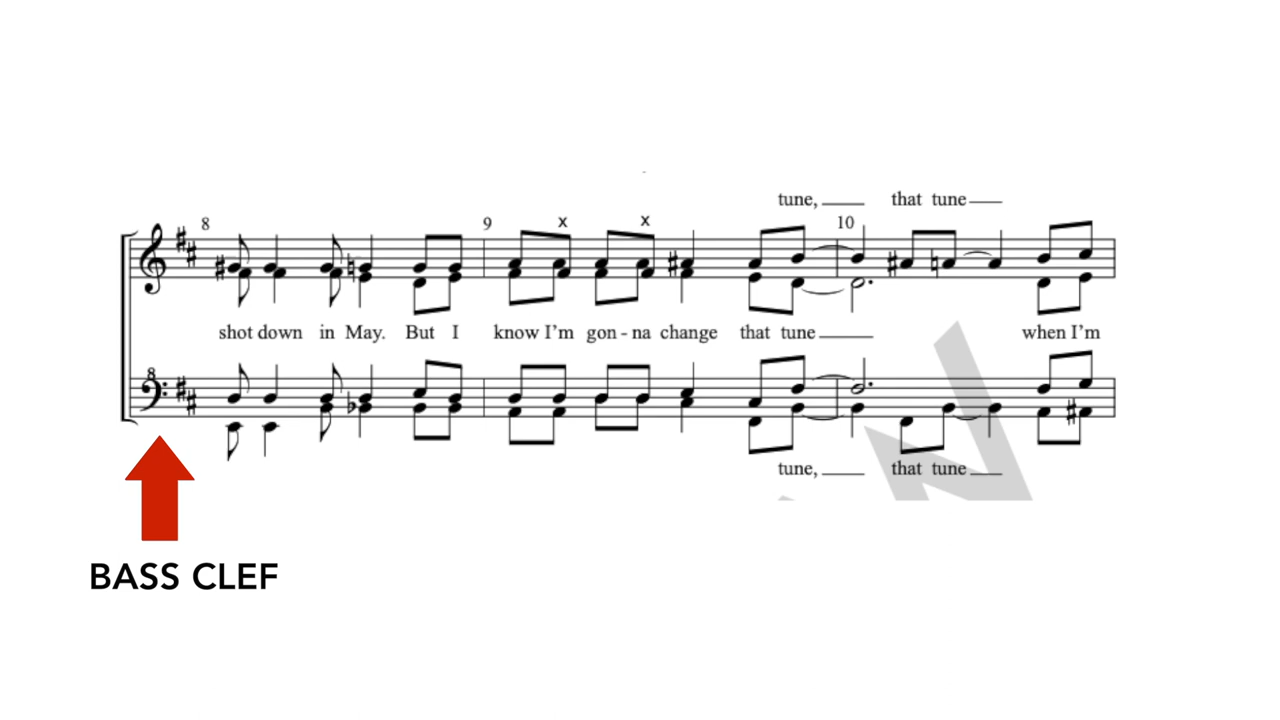 tune, that tune
8 9 x x 10
shot down in May. But I know I'm gon - na change that tune when I'm
8
tune, that tune
BASS CLEF